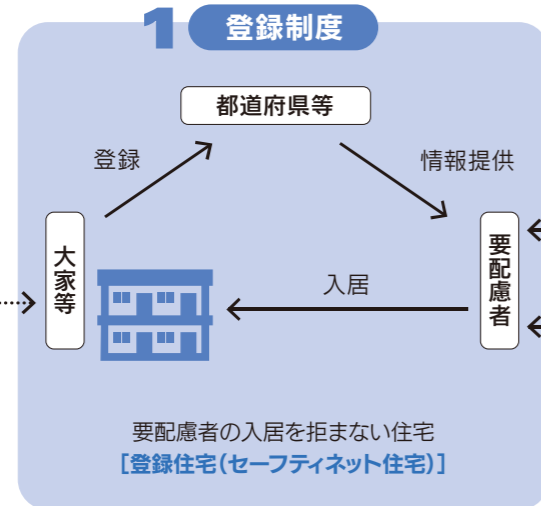 1 登録制度
都道府県等
登録
情報提供
大家等
要配慮者
入居
要配慮者の入居を拒まない住宅
［登録住宅（セーフティネット住宅）］